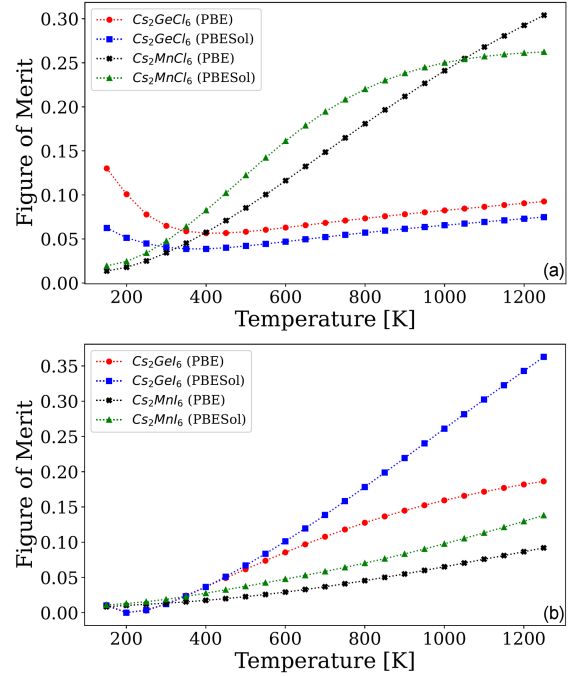 0.30
0.25
0.20
0.15
0.10
0.05
0.00
Figure of Merit
Cs₂GeCl₆ (PBE)
Cs₂GeCl₆ (PBESol)
Cs₂MnCl₆ (PBE)
Cs₂MnCl₆ (PBESol)
(a)
200 400 600 800 1000 1200
Temperature [K]
0.35
0.30
0.25
0.20
0.15
0.10
0.05
0.00
Figure of Merit
Cs₂GeI₆ (PBE)
Cs₂GeI₆ (PBESol)
Cs₂MnI₆ (PBE)
Cs₂MnI₆ (PBESol)
(b)
200 400 600 800 1000 1200
Temperature [K]